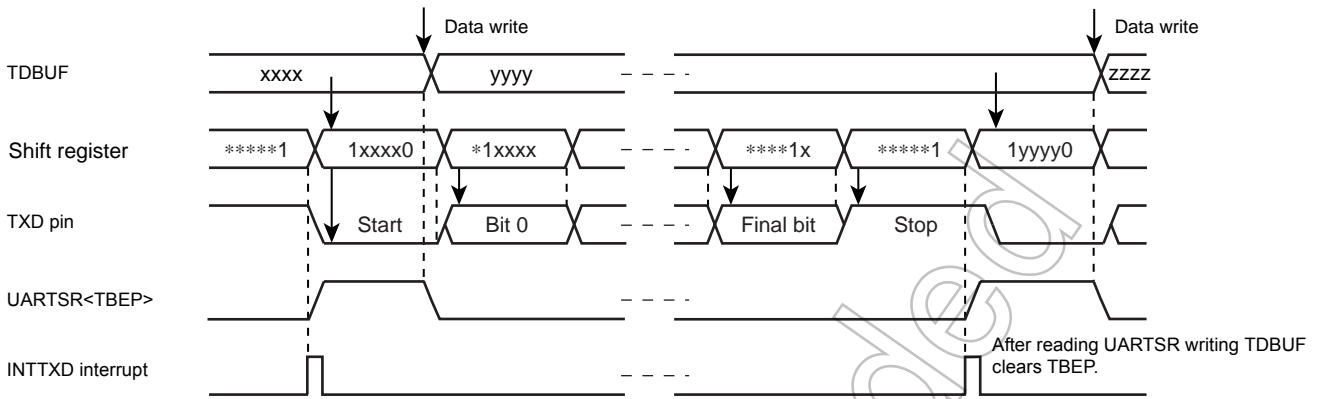 Data write Data write
TDBUF xxxx yyyy zzzz
Shift register *****1 1xxxx0 *1xxxx ****1x *****1 1yyyy0
TXD pin Start Bit 0 Final bit Stop
UARTSR<TBEP>
After reading UARTSR writing TDBUF
INTTXD interrupt clears TBEP.
ded